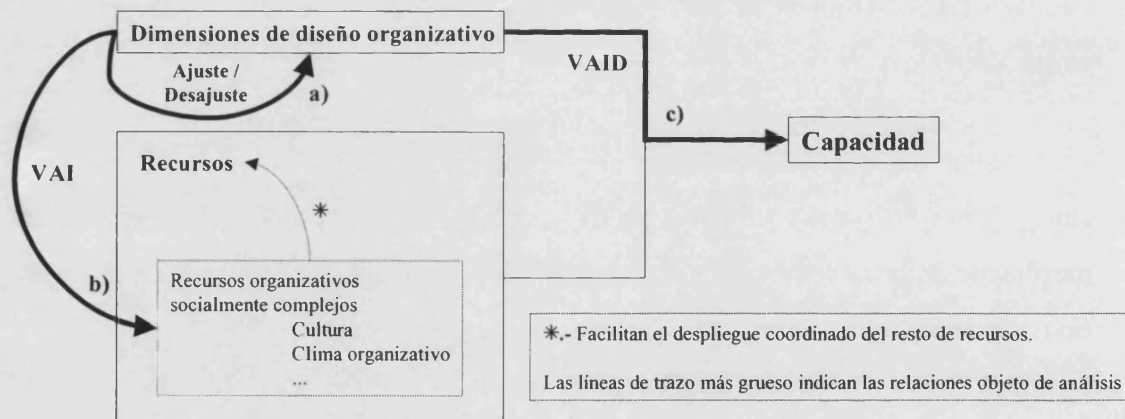 Dimensiones de diseño organizativo
Ajuste /
Desajuste
a)
VAID
c)
Capacidad
VAI
b)
Recursos
*
Recursos organizativos
socialmente complejos
Cultura
Clima organizativo
...
*.- Facilitan el despliegue coordinado del resto de recursos.
Las líneas de trazo más grueso indican las relaciones objeto de análisis